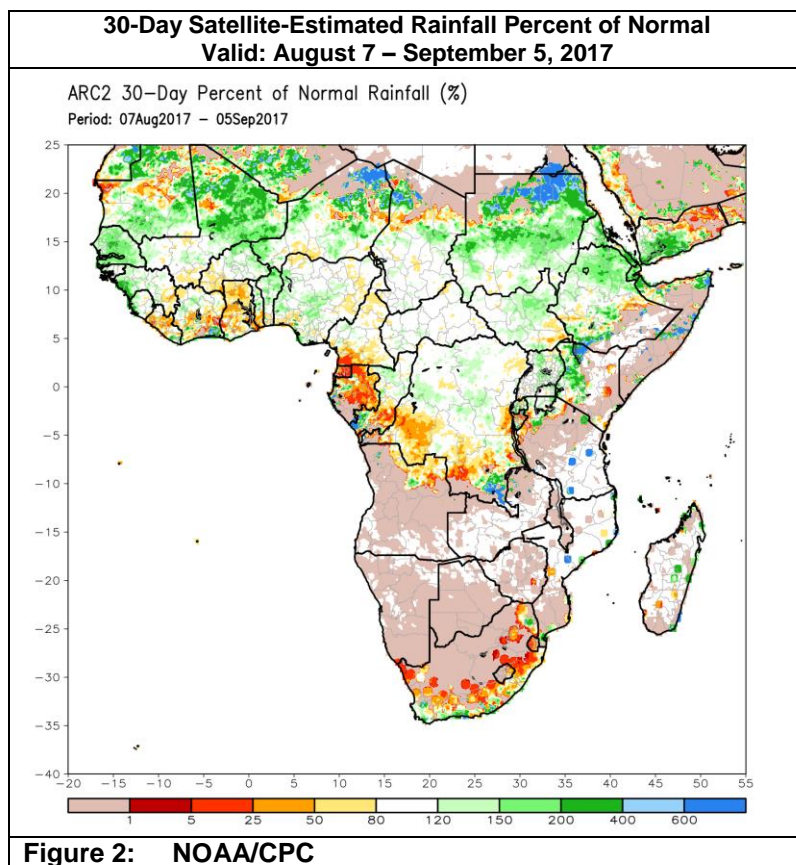 30-Day Satellite-Estimated Rainfall Percent of Normal
Valid: August 7 – September 5, 2017
ARC2 30-Day Percent of Normal Rainfall (%)
Period: 07Aug2017 – 05Sep2017
25
20
15
10
5
0
-5
-10
-15
-20
-25
-30
-35
-40
-20 -15 -10 -5 0 5 10 15 20 25 30 35 40 45 50 55
1 5 25 50 80 120 150 200 400 600
Figure 2: NOAA/CPC